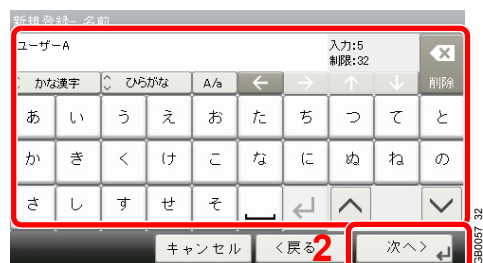 新規登録- 名前
ユーザーA
入力:5
制限:32
かな漢字 ひらがな A/a ← → ↑ ↓ 削除
あ い う え お た ち つ て と
か き く け こ な に ぬ ね の
さ し す せ そ
キャンセル < 戻る 2 次へ >
GB0057_32